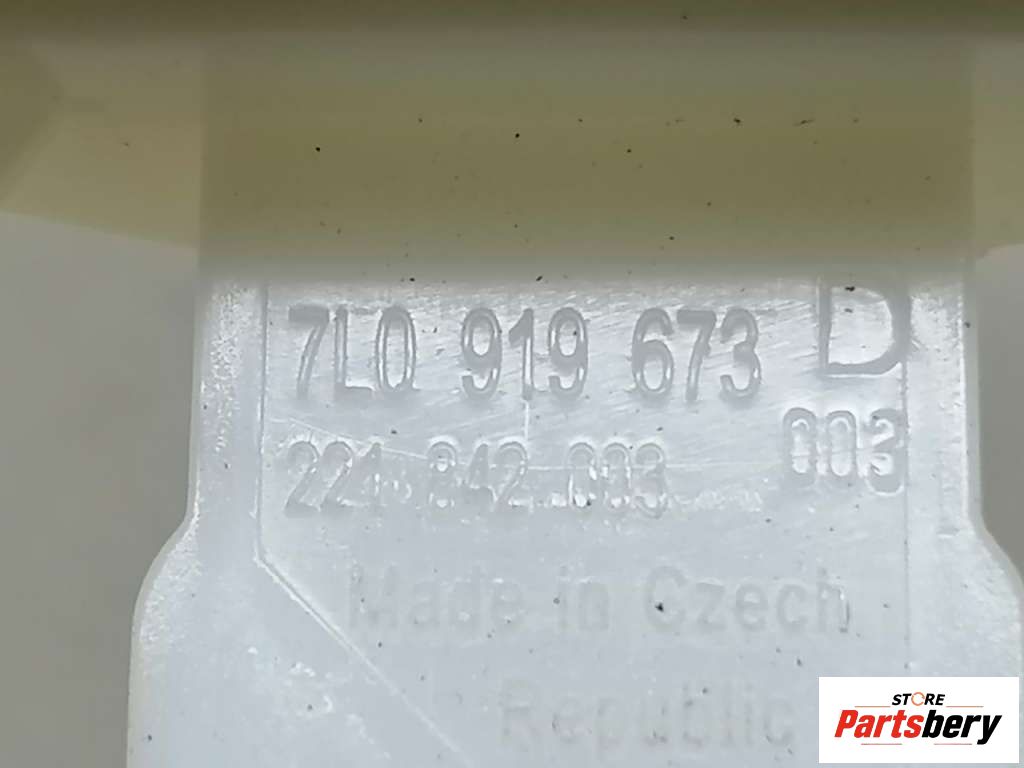 7L0 919 673 D
221.842.003 003
Made in Czech
Republic
STORE
Partsbery